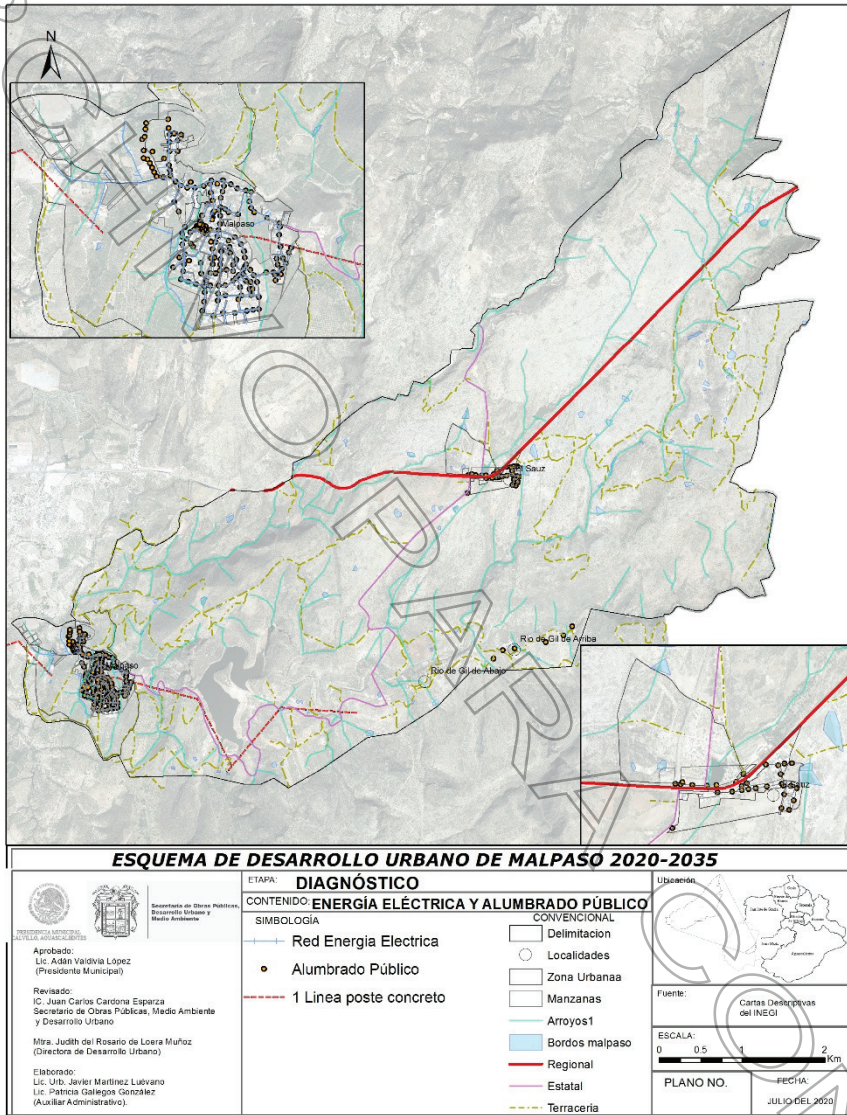 N
Malpaso
El Sauz
Rio de Gil de Arriba
Rio de Gil de Abajo
Malpaso
El Sauz
ESQUEMA DE DESARROLLO URBANO DE MALPASO 2020-2035
PRESIDENCIA MUNICIPAL
CALVILLO, AGUASCALIENTES
Secretaría de Obras Públicas,
Desarrollo Urbano y
Medio Ambiente
Aprobado:
Lic. Adán Valdivia López
(Presidente Municipal)
Revisado:
IC. Juan Carlos Cardona Esparza
Secretario de Obras Públicas, Medio Ambiente
y Desarrollo Urbano
Mtra. Judith del Rosario de Loera Muñoz
(Directora de Desarrollo Urbano)
Elaborado:
Lic. Urb. Javier Martinez Luévano
Lic. Patricia Gallegos González
(Auxiliar Administrativo).
ETAPA: DIAGNÓSTICO
CONTENIDO: ENERGÍA ELÉCTRICA Y ALUMBRADO PÚBLICO
SIMBOLOGÍA
Red Energia Electrica
Alumbrado Público
1 Linea poste concreto
CONVENCIONAL
Delimitacion
Localidades
Zona Urbanaa
Manzanas
Arroyos1
Bordos malpaso
Regional
Estatal
Terraceria
Ubicación
Fuente:
Cartas Descriptivas
del INEGI
ESCALA:
0 0.5 1 2
Km
PLANO NO.
FECHA:
JULIO DEL 2020